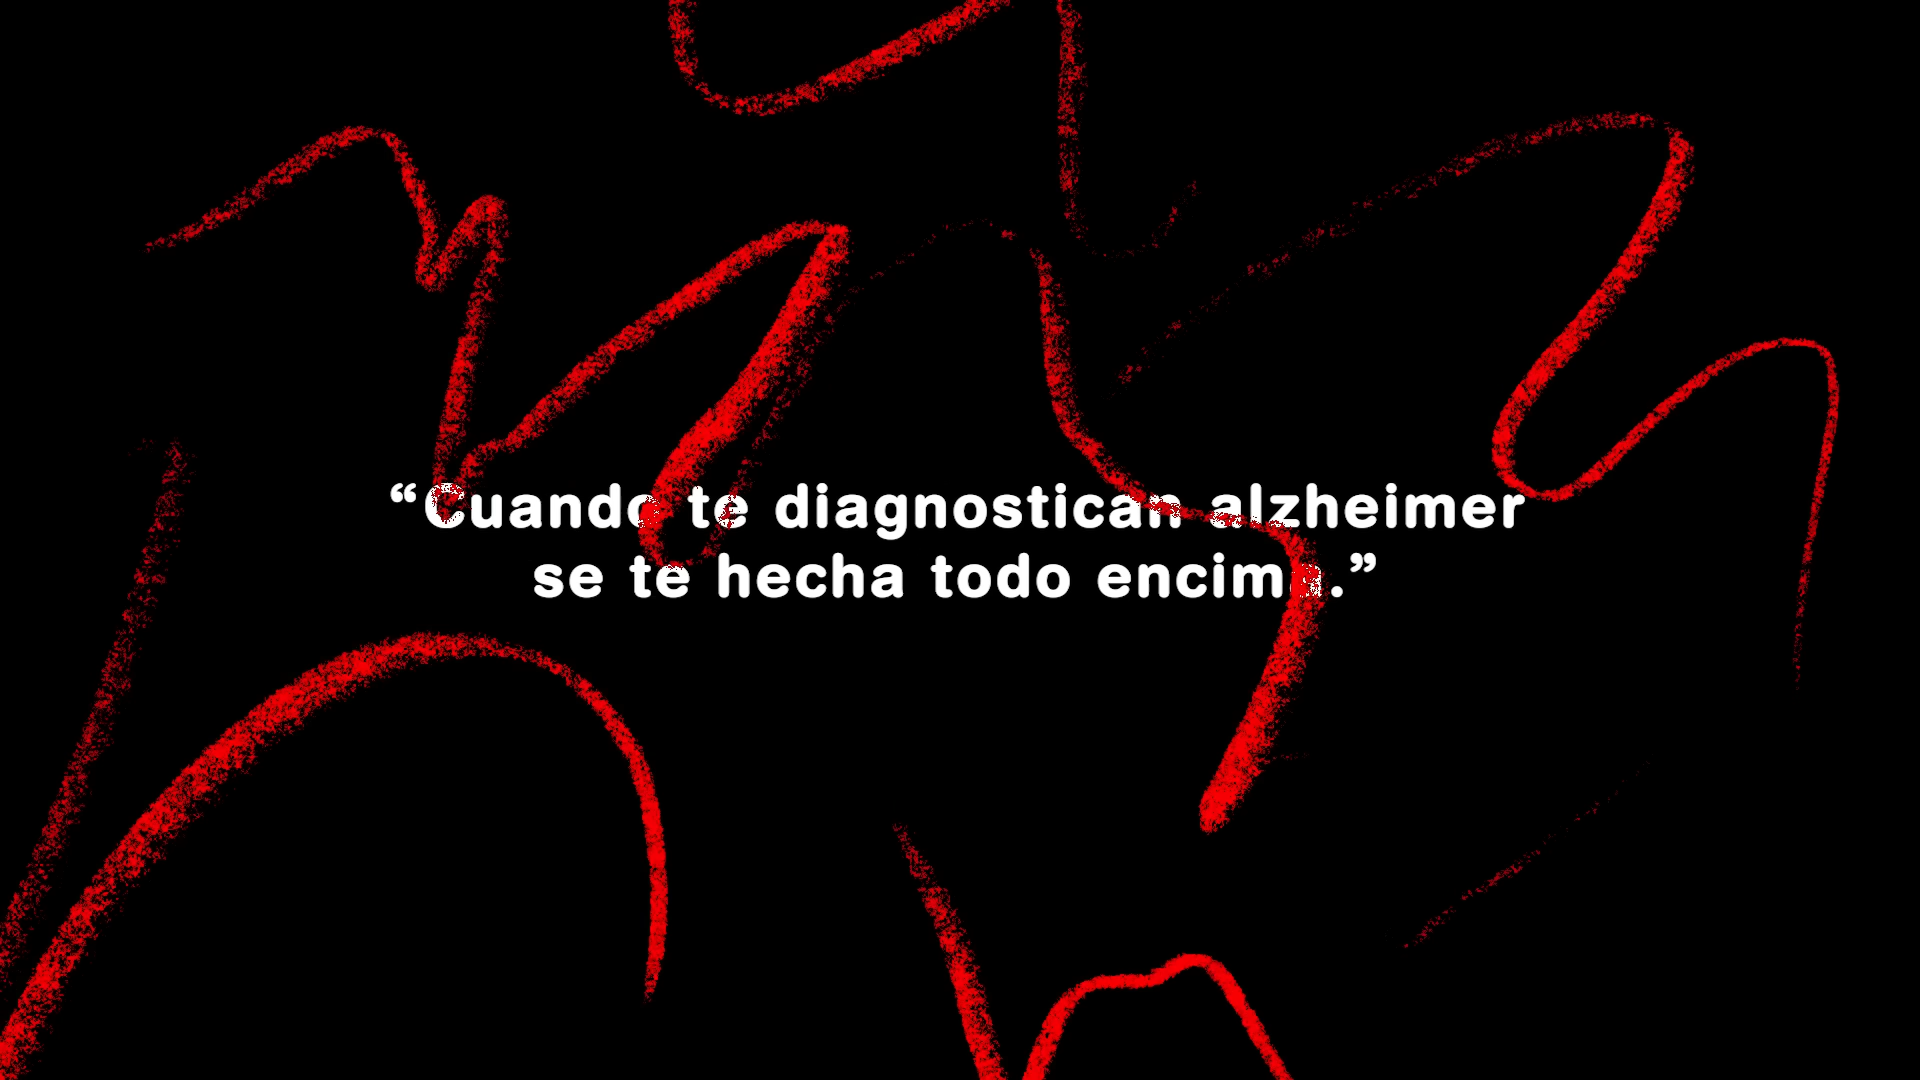 “Cuando te diagnostican alzheimer
se te hecha todo encima.”